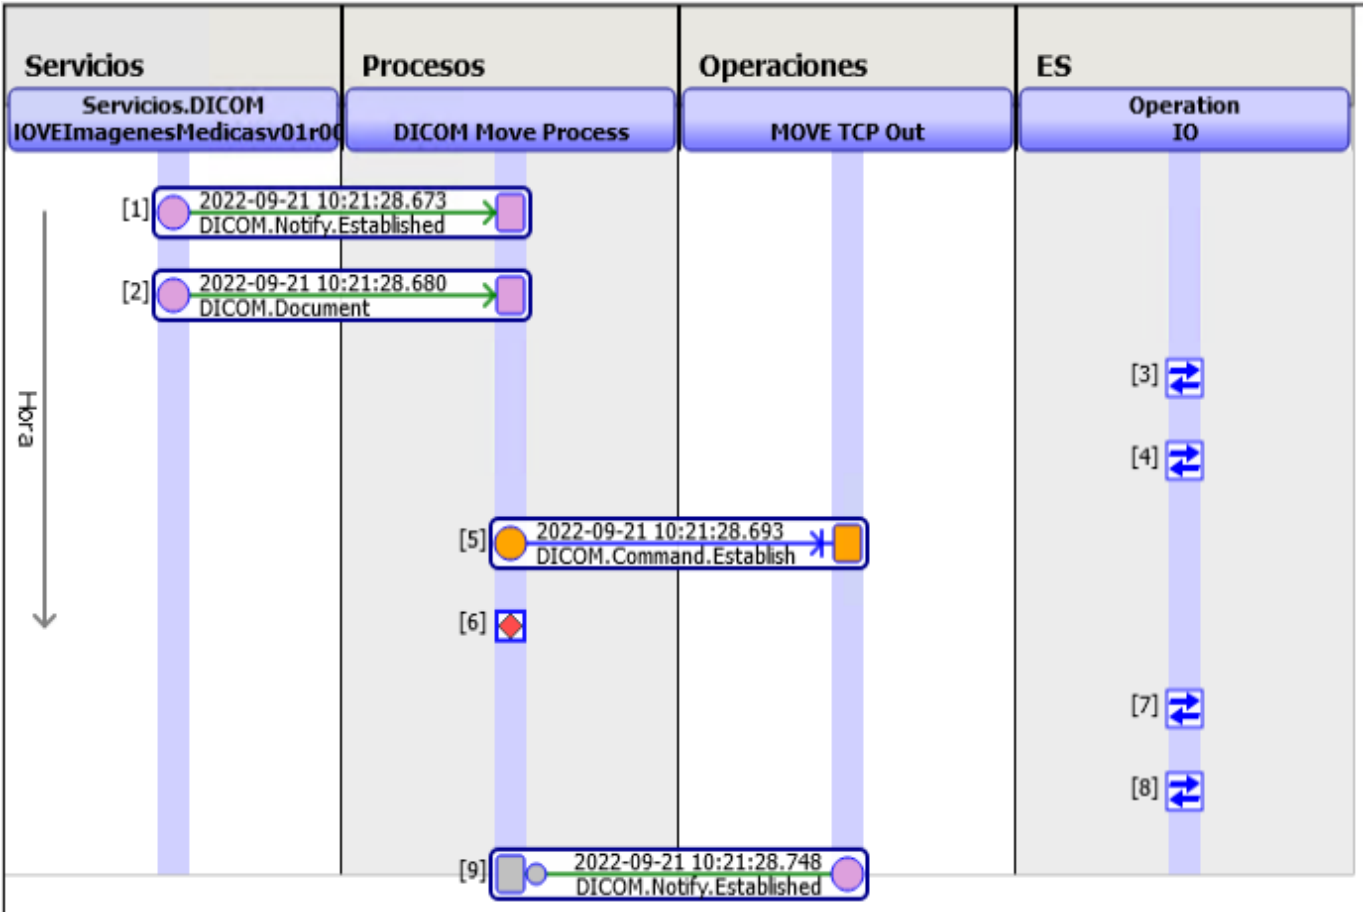 Servicios
Procesos
Operaciones
ES
Servicios.DICOM
IOVEImagenesMedicasv01r00
DICOM Move Process
MOVE TCP Out
Operation
IO
Hora
[1]
2022-09-21 10:21:28.673
DICOM.Notify.Established
[2]
2022-09-21 10:21:28.680
DICOM.Document
[3]
[4]
[5]
2022-09-21 10:21:28.693
DICOM.Command.Establish
[6]
[7]
[8]
[9]
2022-09-21 10:21:28.748
DICOM.Notify.Established